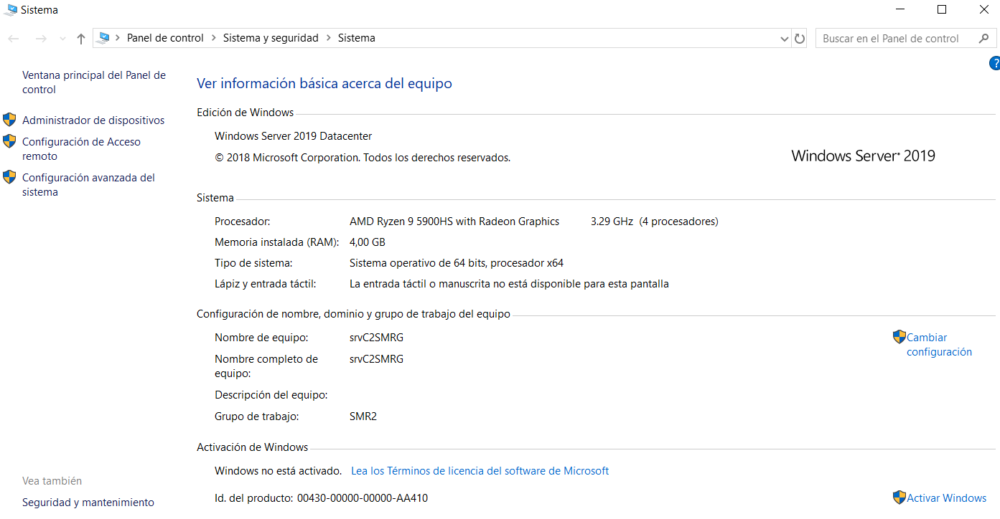 Sistema
Panel de control > Sistema y seguridad > Sistema
Buscar en el Panel de control
Ventana principal del Panel de
control
Administrador de dispositivos
Configuración de Acceso
remoto
Configuración avanzada del
sistema
Vea también
Seguridad y mantenimiento
?
Ver información básica acerca del equipo
Edición de Windows
Windows Server 2019 Datacenter
© 2018 Microsoft Corporation. Todos los derechos reservados.
Windows Server® 2019
Sistema
Procesador: AMD Ryzen 9 5900HS with Radeon Graphics 3.29 GHz (4 procesadores)
Memoria instalada (RAM): 4,00 GB
Tipo de sistema: Sistema operativo de 64 bits, procesador x64
Lápiz y entrada táctil: La entrada táctil o manuscrita no está disponible para esta pantalla
Configuración de nombre, dominio y grupo de trabajo del equipo
Nombre de equipo: srvC2SMRG
Cambiar
configuración
Nombre completo de srvC2SMRG
equipo:
Descripción del equipo:
Grupo de trabajo: SMR2
Activación de Windows
Windows no está activado. Lea los Términos de licencia del software de Microsoft
Id. del producto: 00430-00000-00000-AA410
Activar Windows